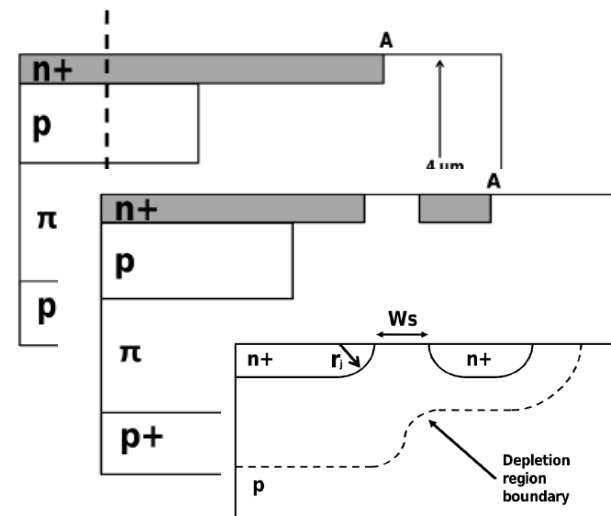 A
n+
p
4 um
π
p
A
n+
p
π
p+
Ws
n+
rj
n+
p
Depletion
region
boundary